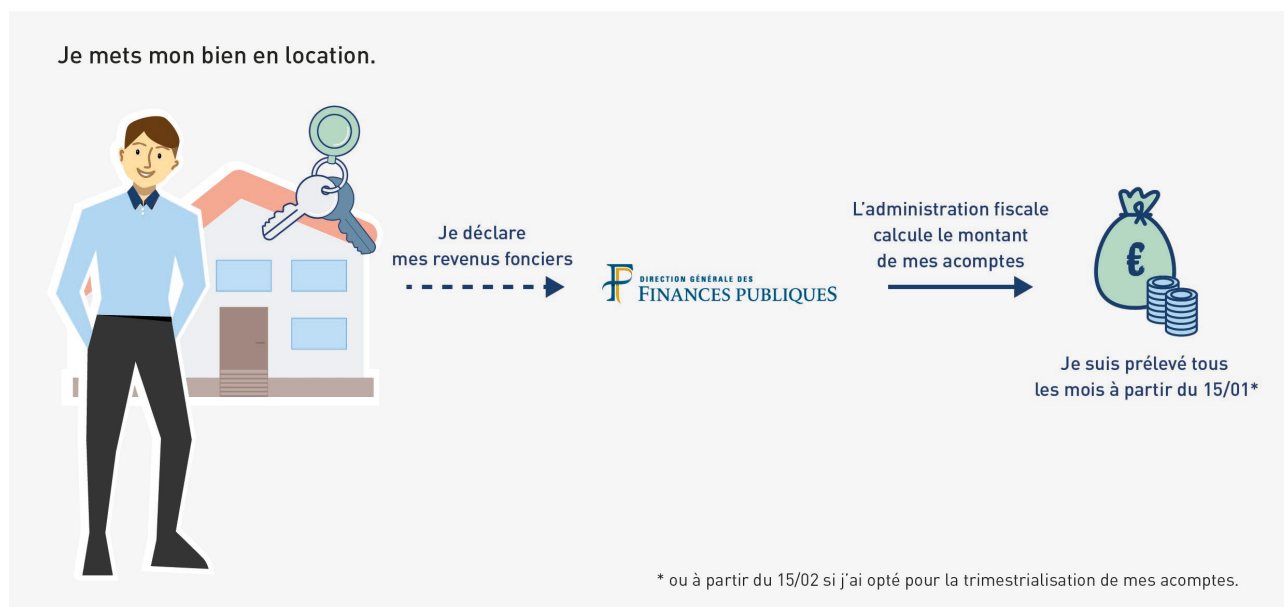 Je mets mon bien en location.
Je déclare
mes revenus fonciers
DIRECTION GÉNÉRALE DES
FINANCES PUBLIQUES
L’administration fiscale
calcule le montant
de mes acomptes
€
Je suis prélevé tous
les mois à partir du 15/01*
* ou à partir du 15/02 si j’ai opté pour la trimestrialisation de mes acomptes.